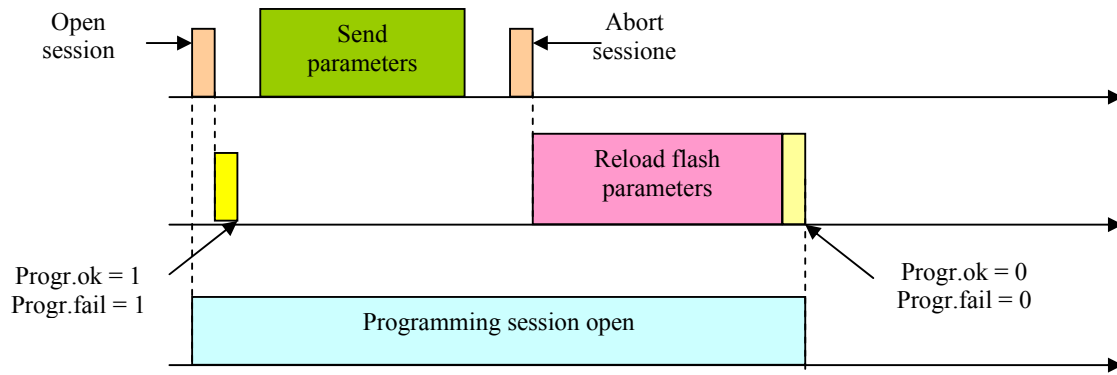 Open
session
Send
parameters
Abort
sessione
Reload flash
parameters
Progr.ok = 1
Progr.fail = 1
Progr.ok = 0
Progr.fail = 0
Programming session open